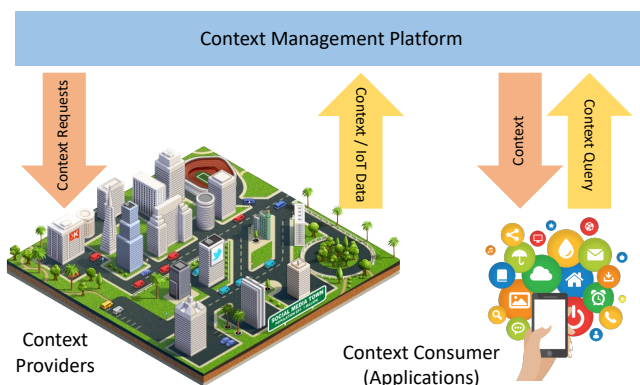 Context Management Platform
Context Requests
Context / IoT Data
Context
Context Query
SOCIAL MEDIA TOWN
Context
Providers
Context Consumer
(Applications)